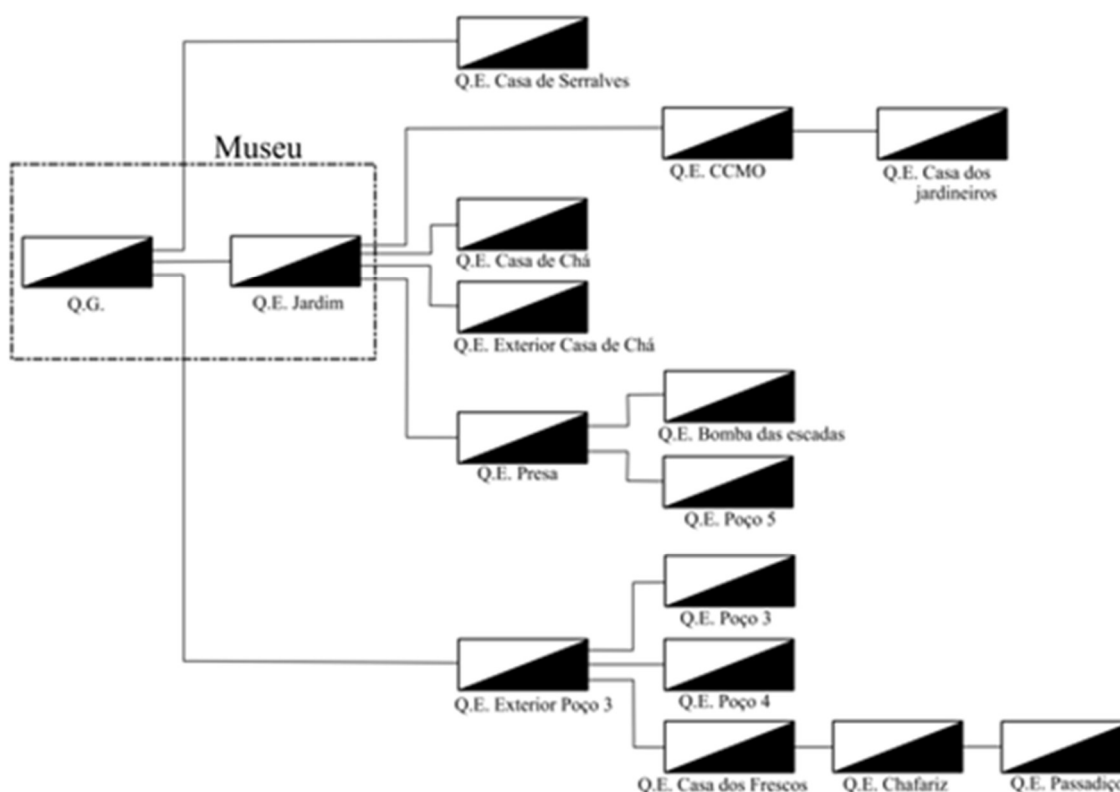 Q.E. Casa de Serralves
Museu
Q.E. CCMO
Q.E. Casa dos
jardineiros
Q.E. Casa de Chá
Q.G.
Q.E. Jardim
Q.E. Exterior Casa de Chá
Q.E. Bomba das escadas
Q.E. Presa
Q.E. Poço 5
Q.E. Poço 3
Q.E. Exterior Poço 3
Q.E. Poço 4
Q.E. Casa dos Frescos
Q.E. Chafariz
Q.E. Passadiço